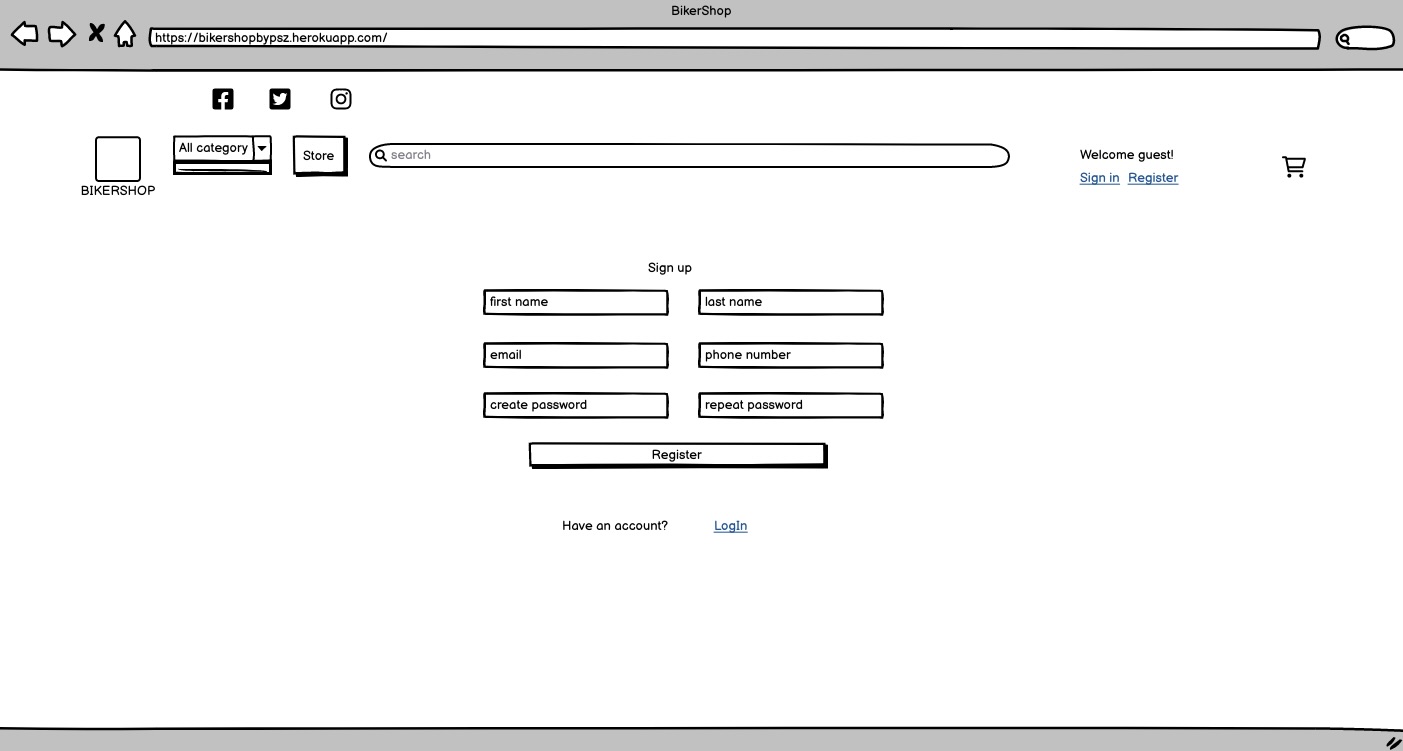 BikerShop
https://bikershopbypsz.herokuapp.com/
All category
Store
search
Welcome guest!
Sign in Register
BIKERSHOP
Sign up
first name last name
email phone number
create password repeat password
Register
Have an account? LogIn